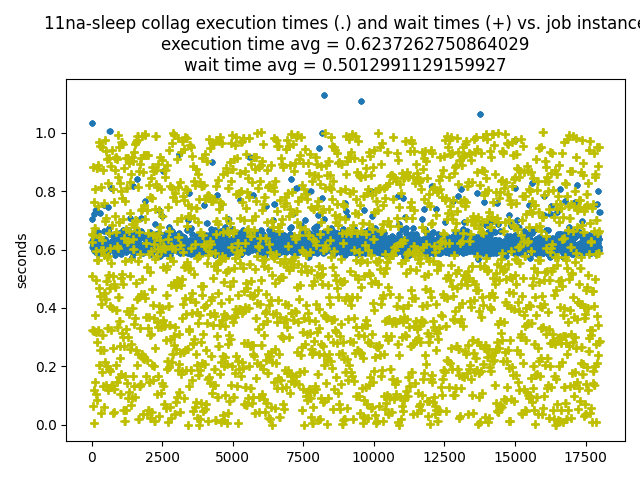 11na-sleep collag execution times (.) and wait times (+) vs. job instance
execution time avg = 0.6237262750864029
wait time avg = 0.5012991129159927
seconds
1.0
0.8
0.6
0.4
0.2
0.0
0 2500 5000 7500 10000 12500 15000 17500